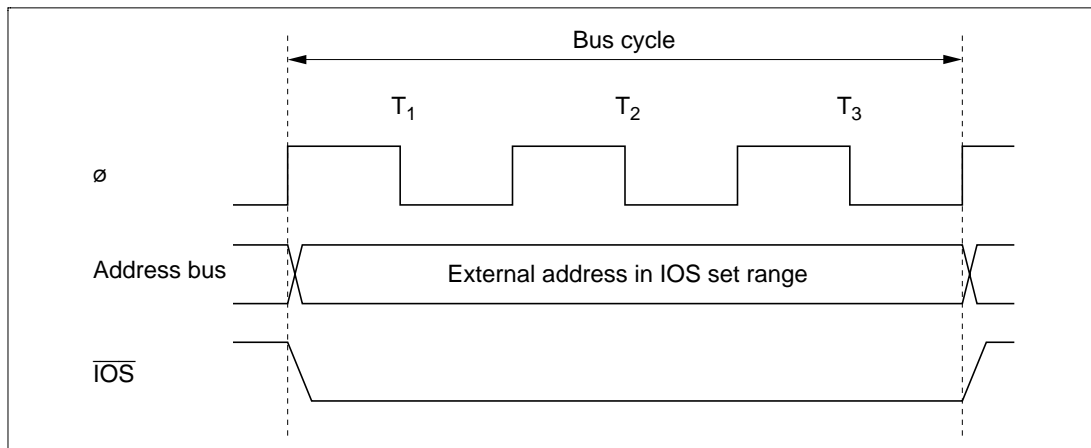 Bus cycle
T1 T2 T3
ø
Address bus External address in IOS set range
IOS